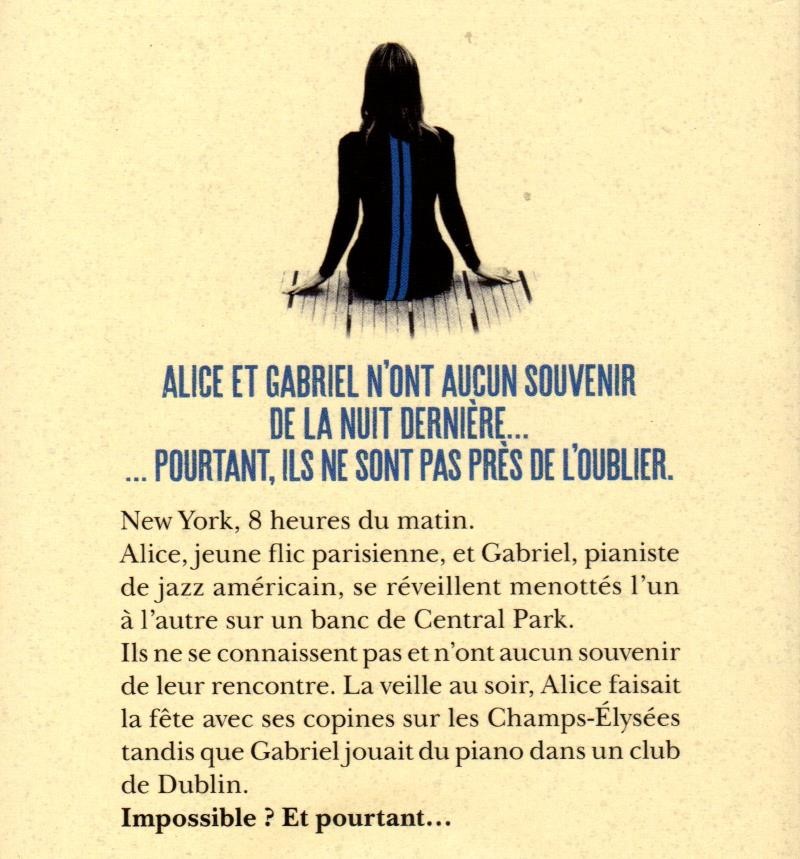 ALICE ET GABRIEL N'ONT AUCUN SOUVENIR
DE LA NUIT DERNIÈRE...
... POURTANT, ILS NE SONT PAS PRÈS DE L'OUBLIER.
New York, 8 heures du matin.
Alice, jeune flic parisienne, et Gabriel, pianiste
de jazz américain, se réveillent menottés l'un
à l'autre sur un banc de Central Park.
Ils ne se connaissent pas et n'ont aucun souvenir
de leur rencontre. La veille au soir, Alice faisait
la fête avec ses copines sur les Champs-Élysées
tandis que Gabriel jouait du piano dans un club
de Dublin.
Impossible ? Et pourtant...